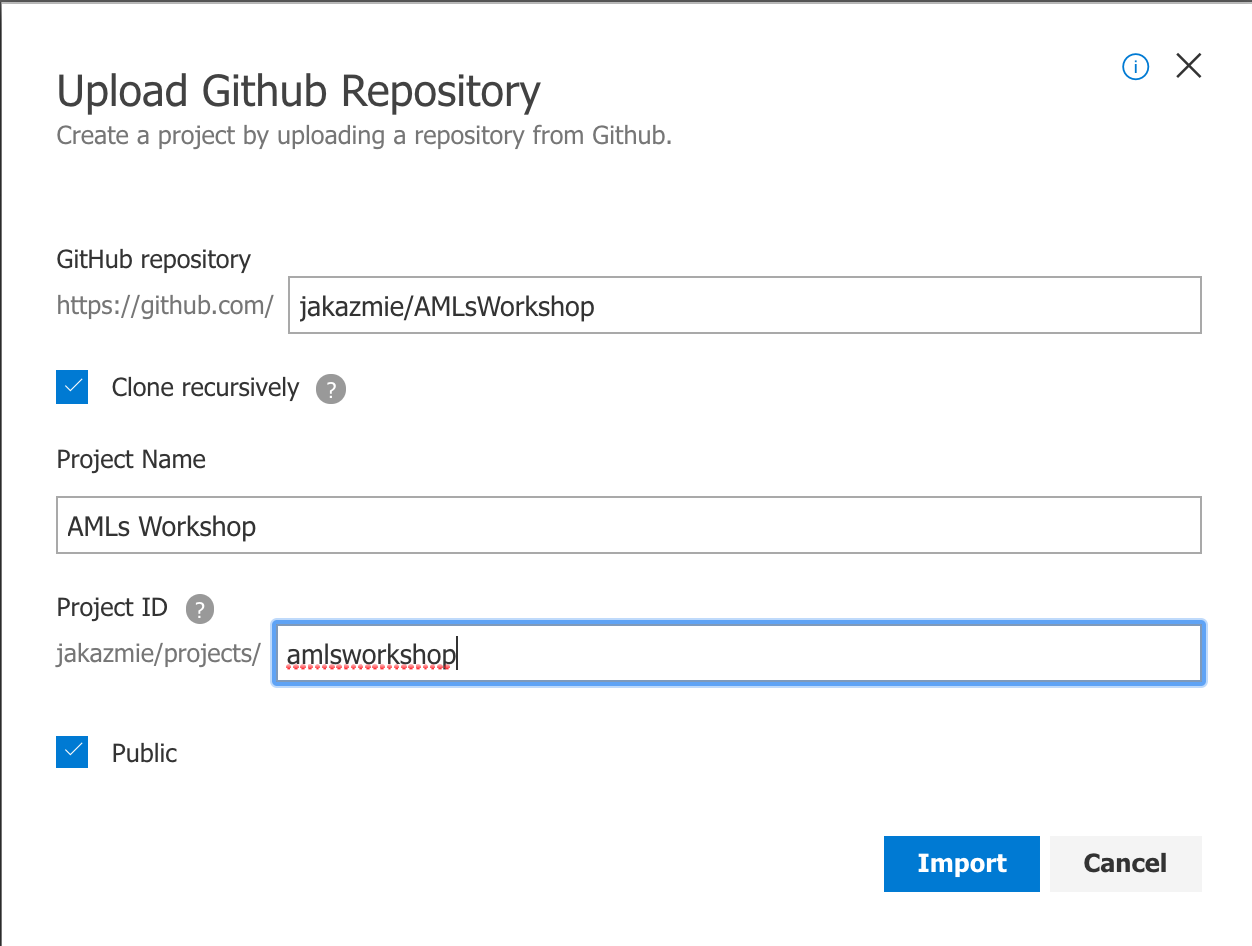 Upload Github Repository
Create a project by uploading a repository from Github.
GitHub repository
https://github.com/ jakazmie/AMLsWorkshop
Clone recursively ?
Project Name
AMLs Workshop
Project ID ?
jakazmie/projects/ amlsworkshop
Public
Import Cancel